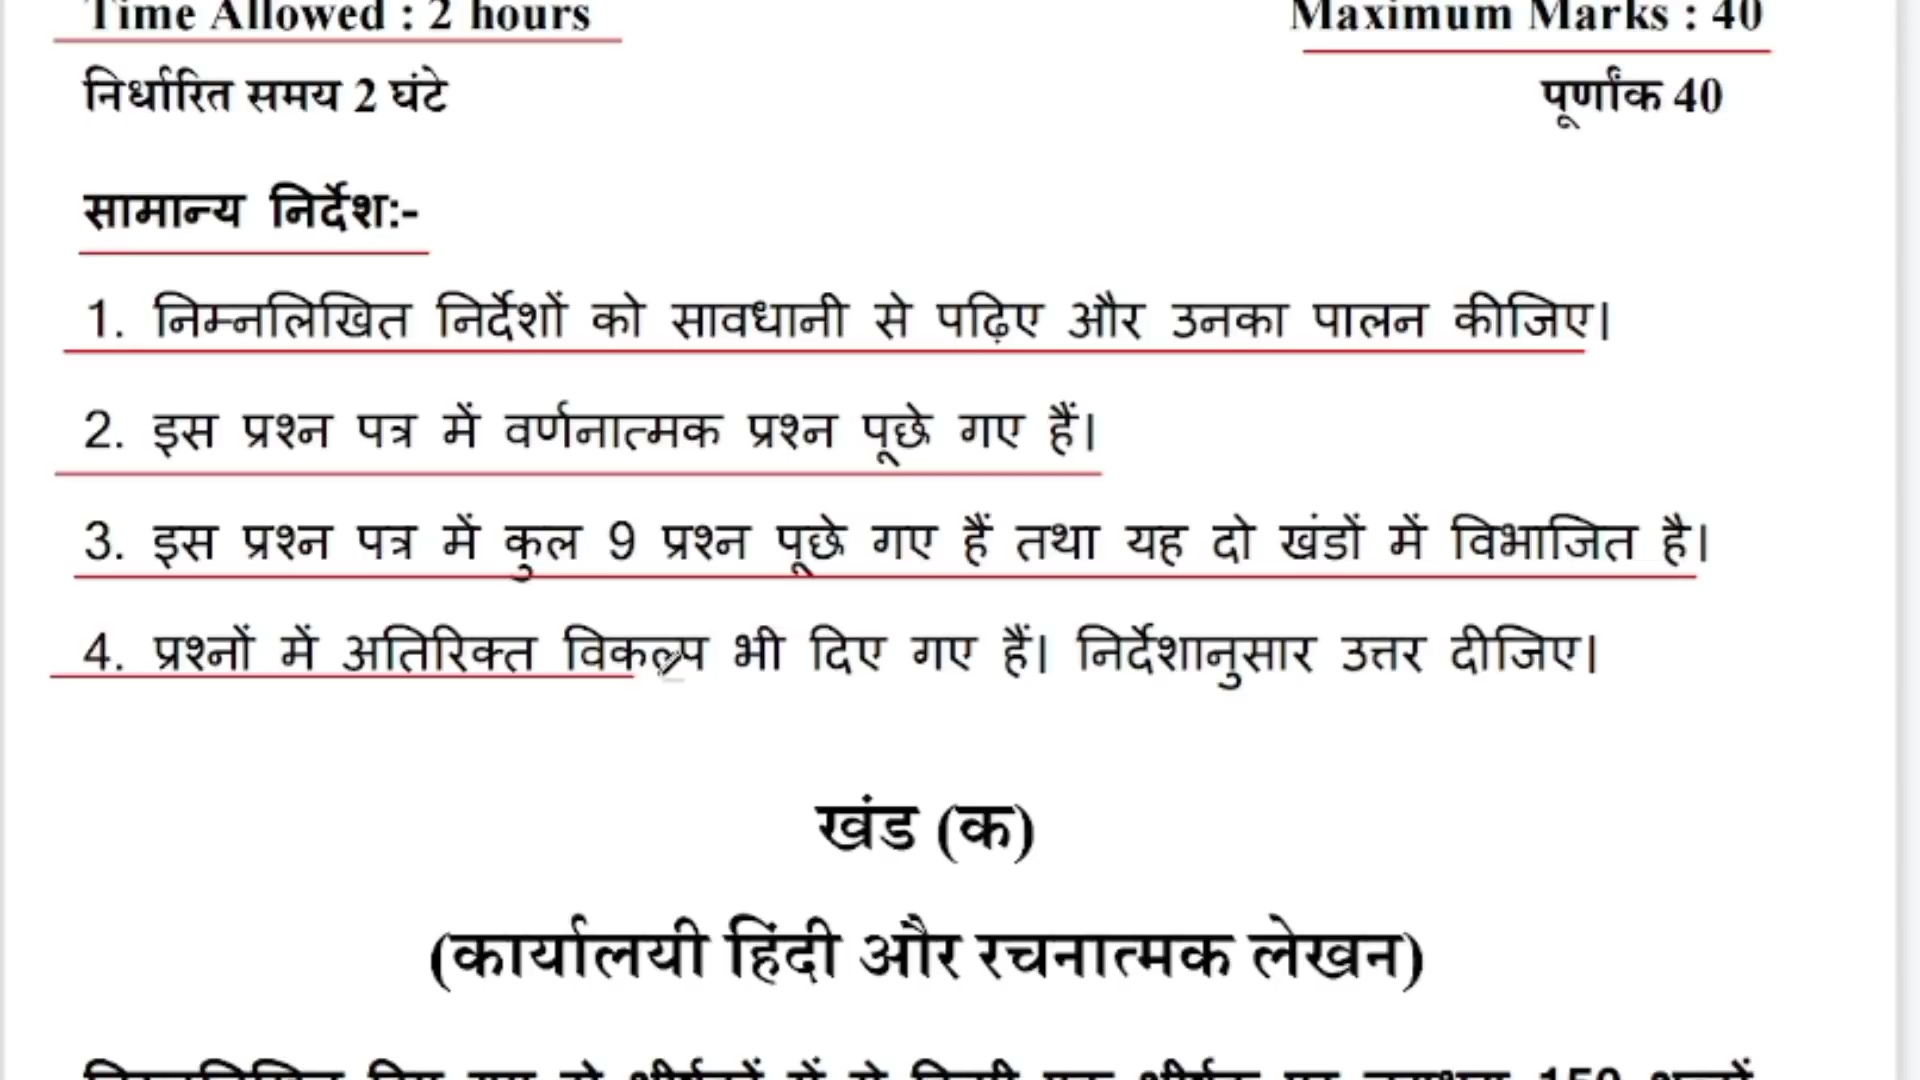 Time Allowed : 2 hours Maximum Marks : 40
निर्धारित समय 2 घंटे पूर्णांक 40
सामान्य निर्देश:-
1. निम्नलिखित निर्देशों को सावधानी से पढ़िए और उनका पालन कीजिए।
2. इस प्रश्न पत्र में वर्णनात्मक प्रश्न पूछे गए हैं।
3. इस प्रश्न पत्र में कुल 9 प्रश्न पूछे गए हैं तथा यह दो खंडों में विभाजित है।
4. प्रश्नों में अतिरिक्त विकल्प भी दिए गए हैं। निर्देशानुसार उत्तर दीजिए।
खंड (क)
(कार्यालयी हिंदी और रचनात्मक लेखन)